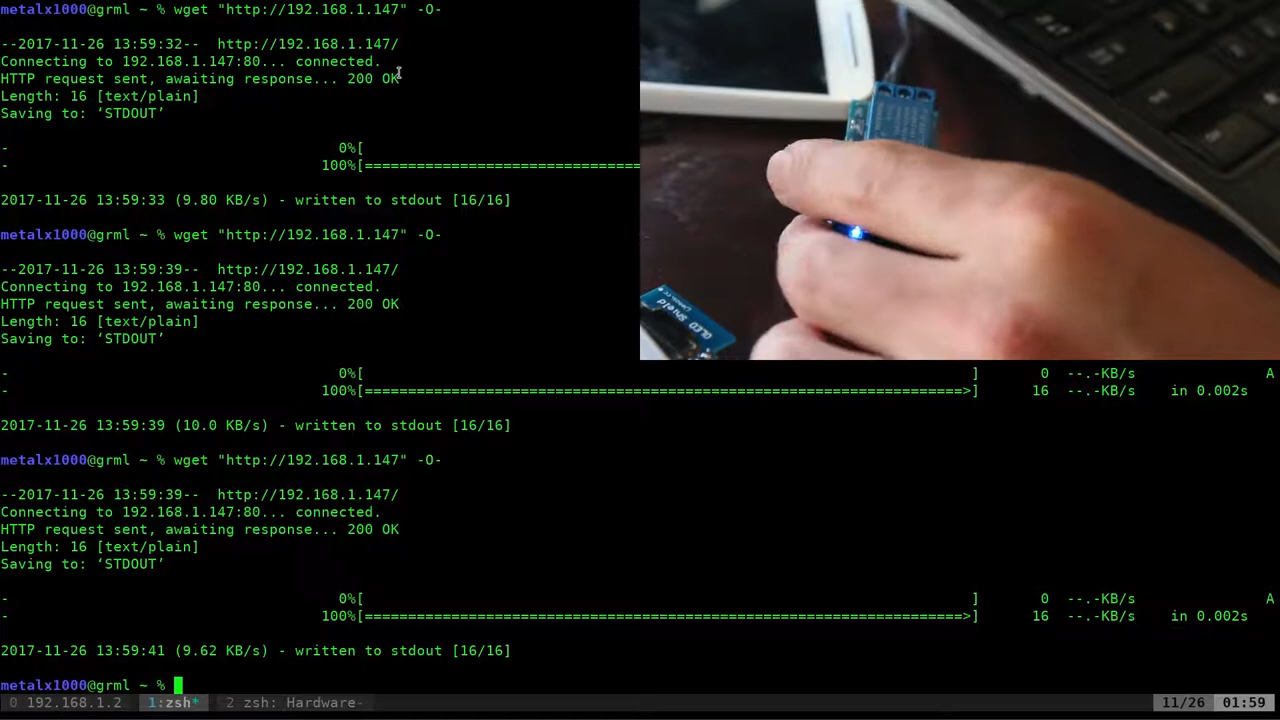 metalx1000@grml ~ % wget "http://192.168.1.147" -O-
--2017-11-26 13:59:32--  http://192.168.1.147/
Connecting to 192.168.1.147:80... connected.
HTTP request sent, awaiting response... 200 OK
Length: 16 [text/plain]
Saving to: ‘STDOUT’
-                                      0%[
-                                    100%[================================
2017-11-26 13:59:33 (9.80 KB/s) - written to stdout [16/16]
metalx1000@grml ~ % wget "http://192.168.1.147" -O-
--2017-11-26 13:59:39--  http://192.168.1.147/
Connecting to 192.168.1.147:80... connected.
HTTP request sent, awaiting response... 200 OK
Length: 16 [text/plain]
Saving to: ‘STDOUT’
-                                      0%[                                                                       ]       0  --.-KB/s               A
-                                    100%[======================================================================>]      16  --.-KB/s    in 0.002s
2017-11-26 13:59:39 (10.0 KB/s) - written to stdout [16/16]
metalx1000@grml ~ % wget "http://192.168.1.147" -O-
--2017-11-26 13:59:39--  http://192.168.1.147/
Connecting to 192.168.1.147:80... connected.
HTTP request sent, awaiting response... 200 OK
Length: 16 [text/plain]
Saving to: ‘STDOUT’
-                                      0%[                                                                       ]       0  --.-KB/s               A
-                                    100%[======================================================================>]      16  --.-KB/s    in 0.002s
2017-11-26 13:59:41 (9.62 KB/s) - written to stdout [16/16]
metalx1000@grml ~ %
0 192.168.1.2  1:zsh*  2 zsh: Hardware-  11/26 01:59
OLED Shield